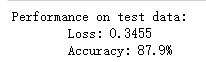 Performance on test data:
Loss: 0.3455
Accuracy: 87.9%